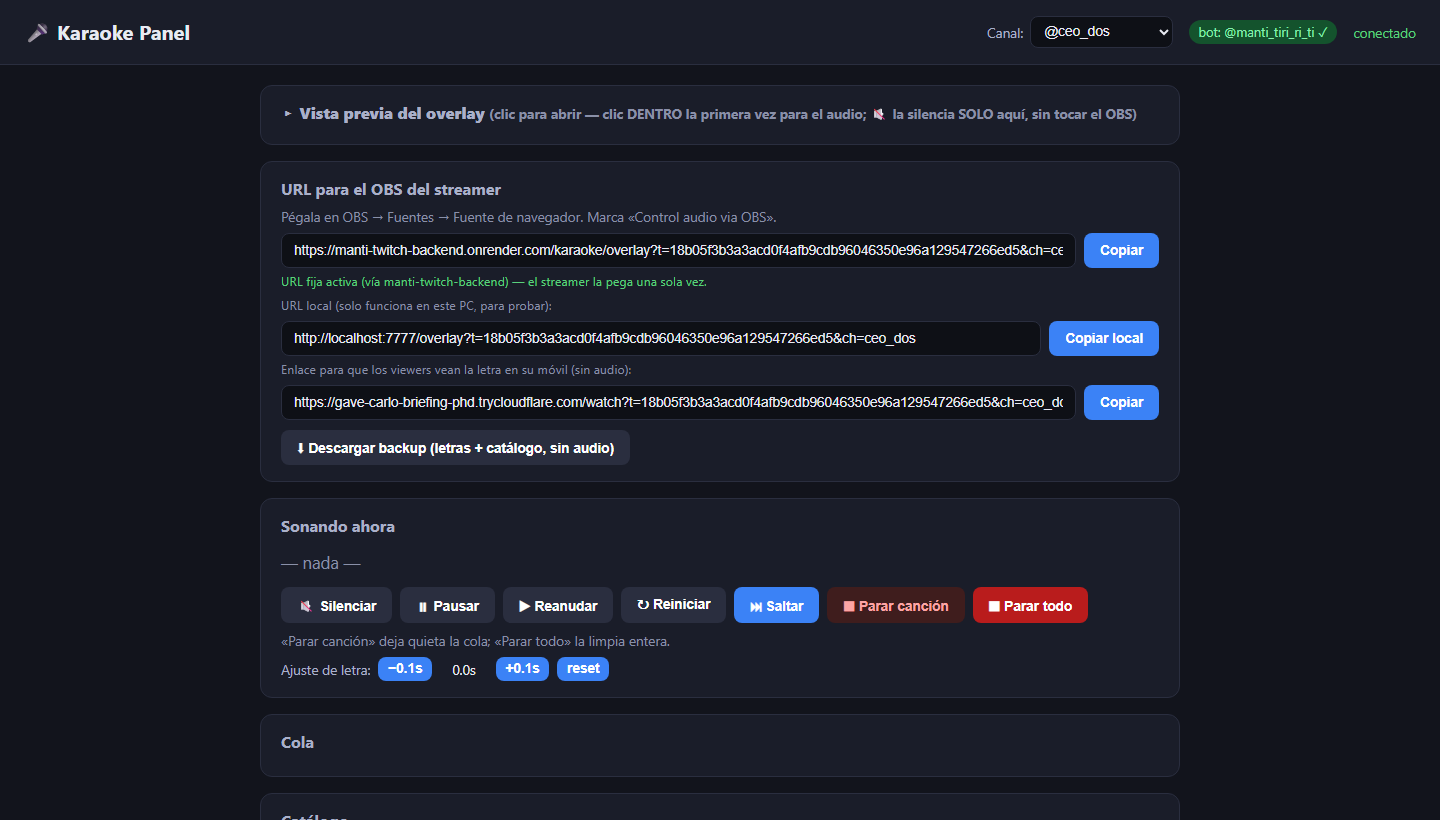 Karaoke Panel
Canal: @ceo_dos bot: @manti_tiri_ri_ti ✓ conectado
▸ Vista previa del overlay (clic para abrir — clic DENTRO la primera vez para el audio; 🔇 la silencia SOLO aquí, sin tocar el OBS)
URL para el OBS del streamer
Pégala en OBS → Fuentes → Fuente de navegador. Marca «Control audio via OBS».
https://manti-twitch-backend.onrender.com/karaoke/overlay?t=18b05f3b3a3acd0f4afb9cdb96046350e96a129547266ed5&ch=ce Copiar
URL fija activa (vía manti-twitch-backend) — el streamer la pega una sola vez.
URL local (solo funciona en este PC, para probar):
http://localhost:7777/overlay?t=18b05f3b3a3acd0f4afb9cdb96046350e96a129547266ed5&ch=ceo_dos Copiar local
Enlace para que los viewers vean la letra en su móvil (sin audio):
https://gave-carlo-briefing-phd.trycloudflare.com/watch?t=18b05f3b3a3acd0f4afb9cdb96046350e96a129547266ed5&ch=ceo_do Copiar
⬇ Descargar backup (letras + catálogo, sin audio)
Sonando ahora
— nada —
🔇 Silenciar ⏸ Pausar ▶ Reanudar ↻ Reiniciar ⏭ Saltar ⏹ Parar canción ⏹ Parar todo
«Parar canción» deja quieta la cola; «Parar todo» la limpia entera.
Ajuste de letra: −0.1s 0.0s +0.1s reset
Cola
Catálogo